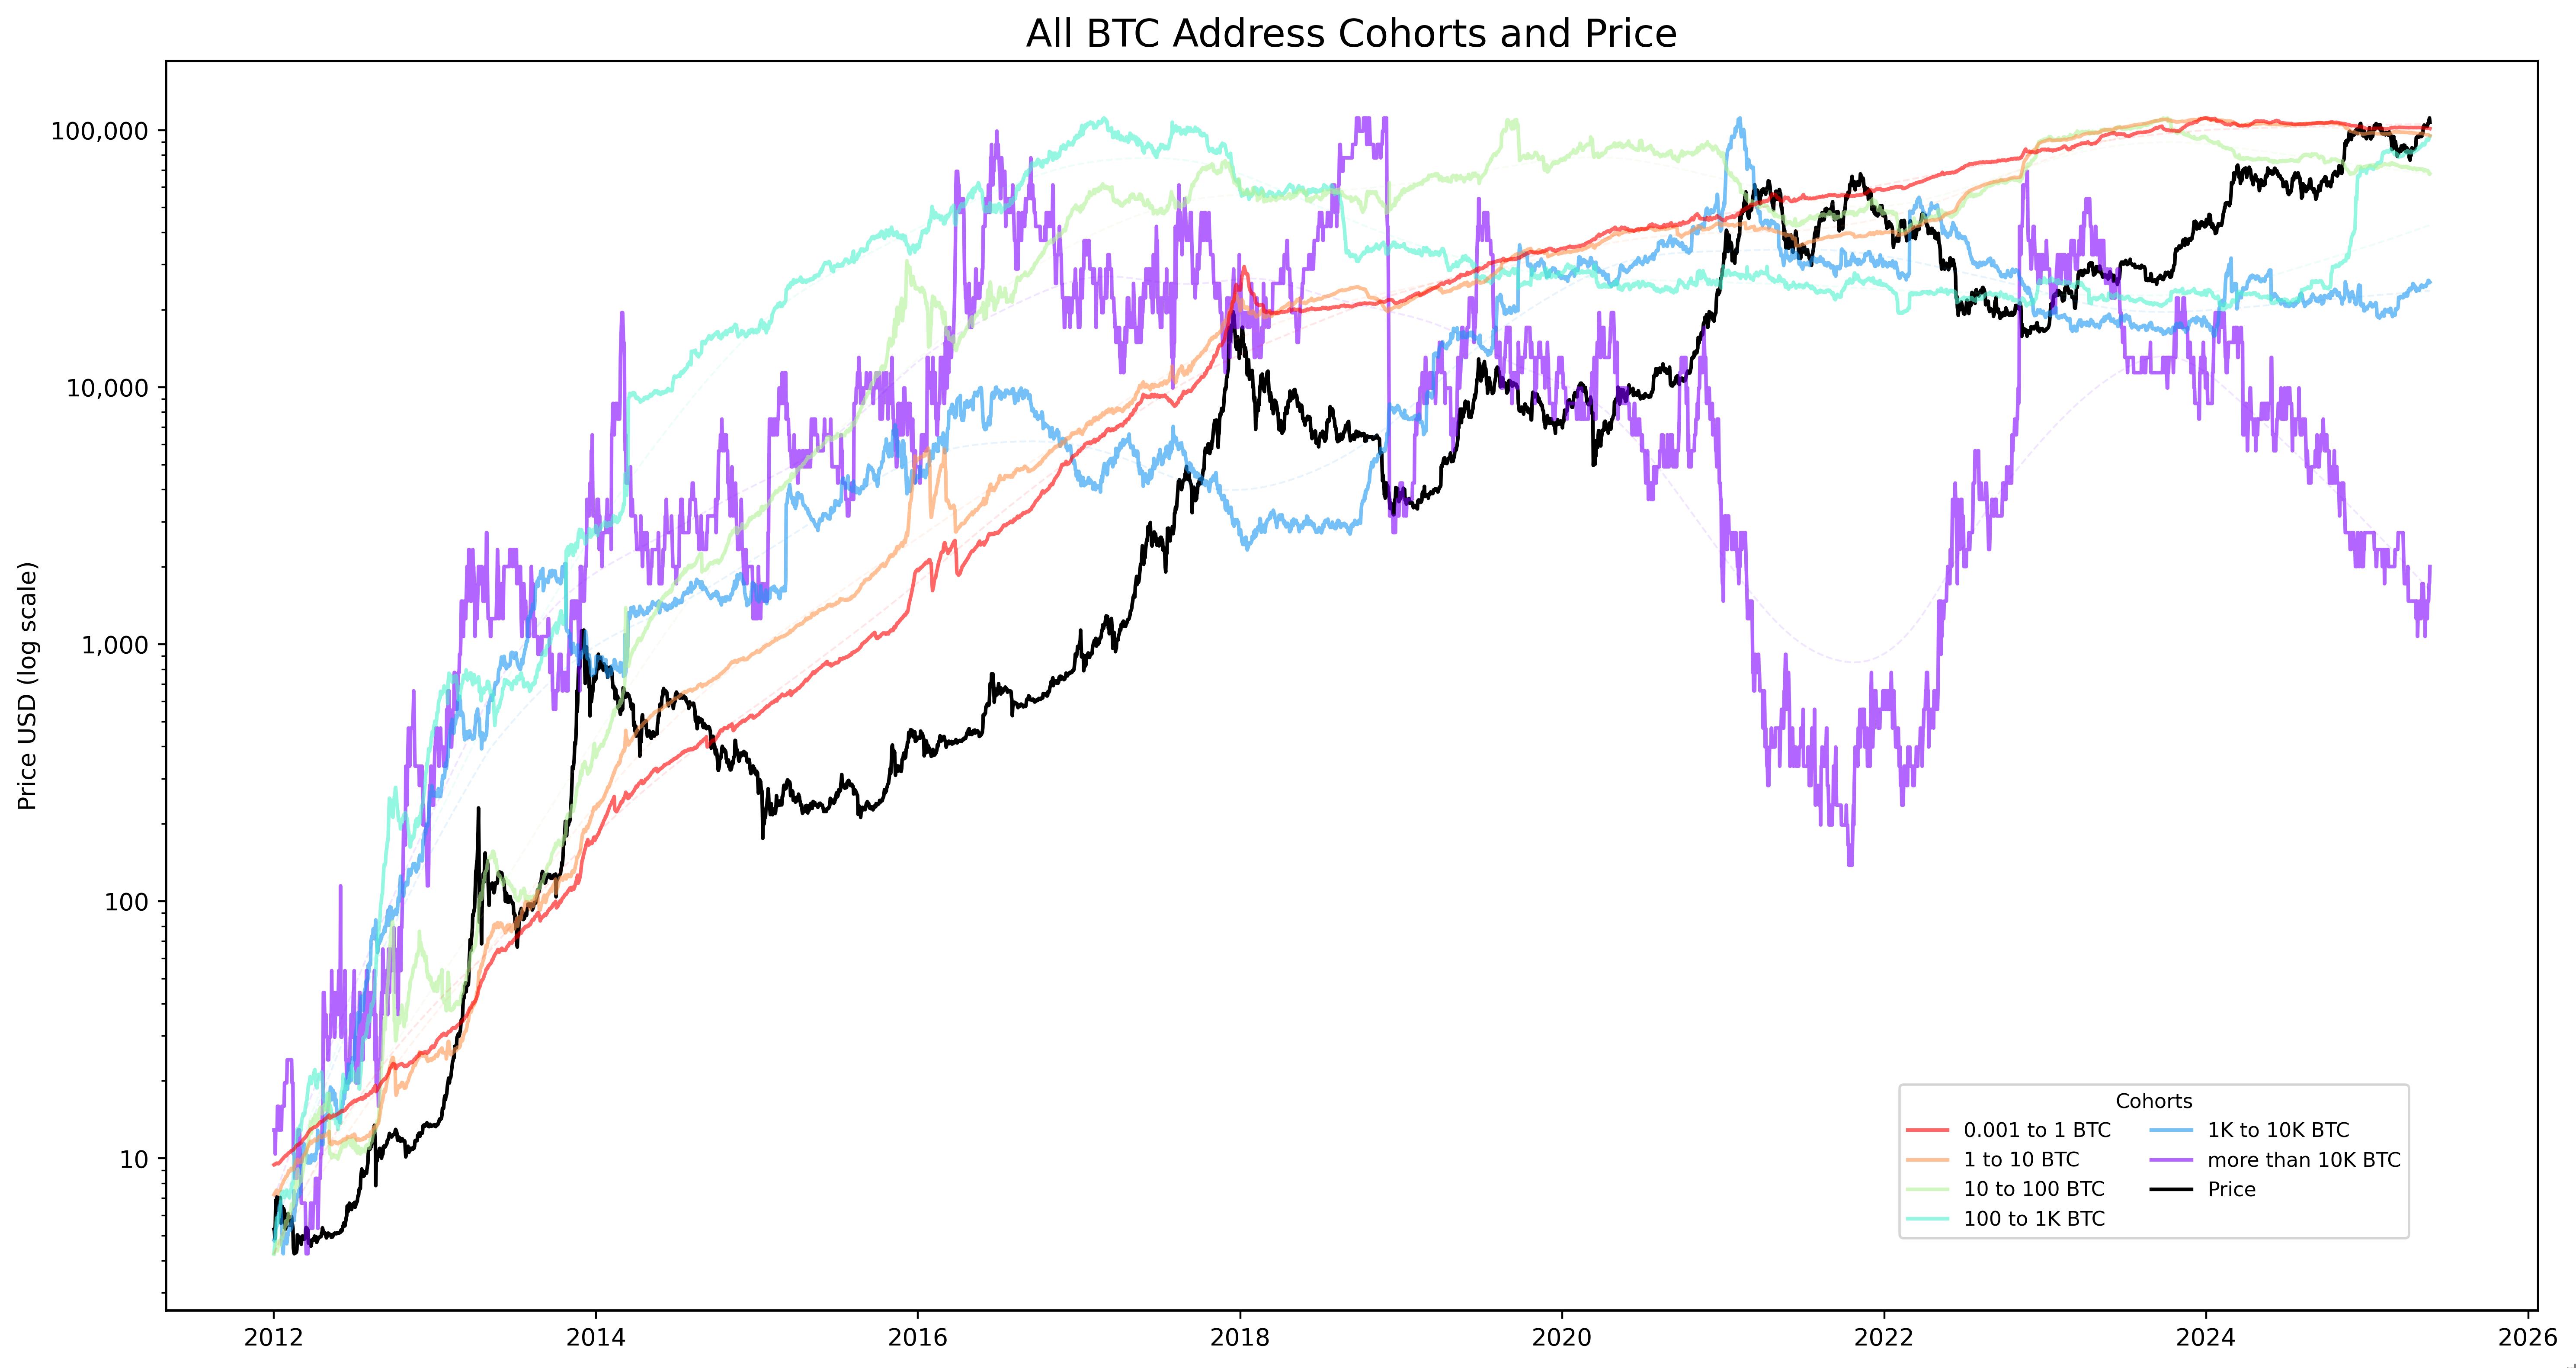 All BTC Address Cohorts and Price
Price USD (log scale)
100,000
10,000
1,000
100
10
2012
2014
2016
2018
2020
2022
2024
2026
Cohorts
0.001 to 1 BTC
1 to 10 BTC
10 to 100 BTC
100 to 1K BTC
1K to 10K BTC
more than 10K BTC
Price